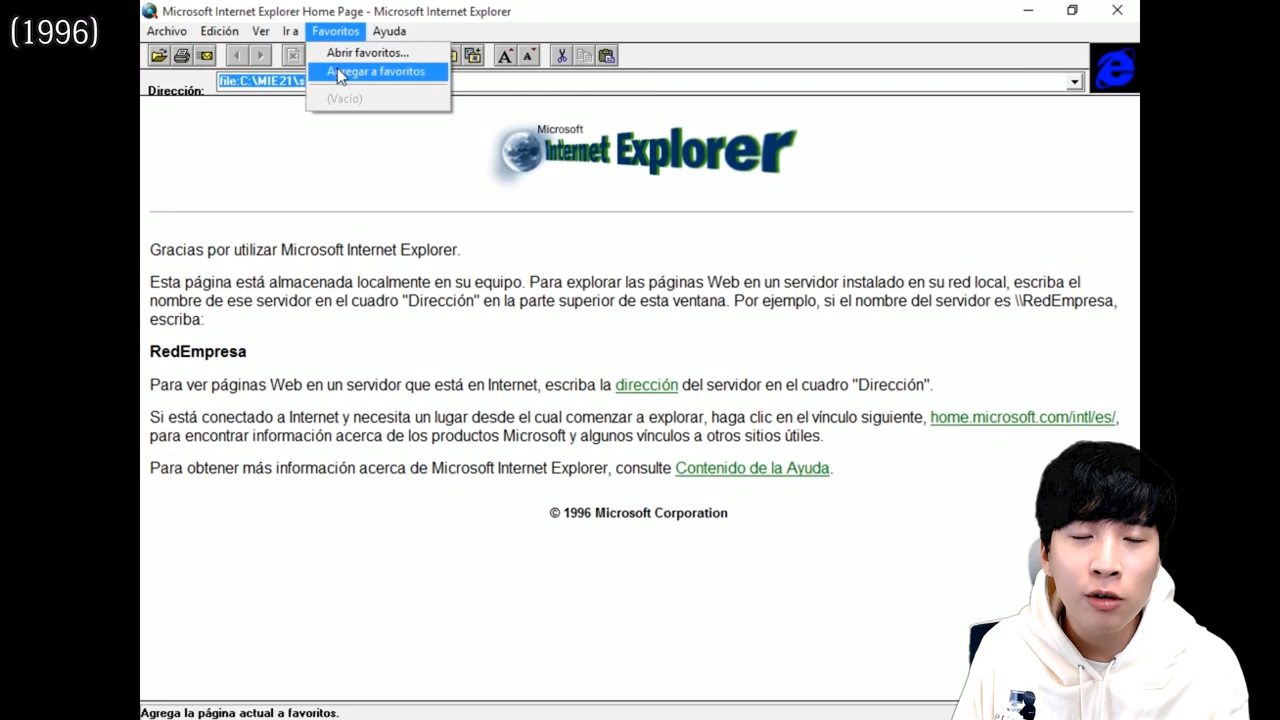 (1996)
Microsoft Internet Explorer Home Page - Microsoft Internet Explorer
Archivo Edición Ver Ir a Favoritos Ayuda
Abrir favoritos...
Agregar a favoritos
(Vacío)
Dirección: file:C:\MIE21\s
Microsoft
Internet Explorer
Gracias por utilizar Microsoft Internet Explorer.
Esta página está almacenada localmente en su equipo. Para explorar las páginas Web en un servidor instalado en su red local, escriba el
nombre de ese servidor en el cuadro "Dirección" en la parte superior de esta ventana. Por ejemplo, si el nombre del servidor es \\RedEmpresa,
escriba:
RedEmpresa
Para ver páginas Web en un servidor que está en Internet, escriba la dirección del servidor en el cuadro "Dirección".
Si está conectado a Internet y necesita un lugar desde el cual comenzar a explorar, haga clic en el vínculo siguiente, home.microsoft.com/intl/es/,
para encontrar información acerca de los productos Microsoft y algunos vínculos a otros sitios útiles.
Para obtener más información acerca de Microsoft Internet Explorer, consulte Contenido de la Ayuda.
© 1996 Microsoft Corporation
Agrega la página actual a favoritos.